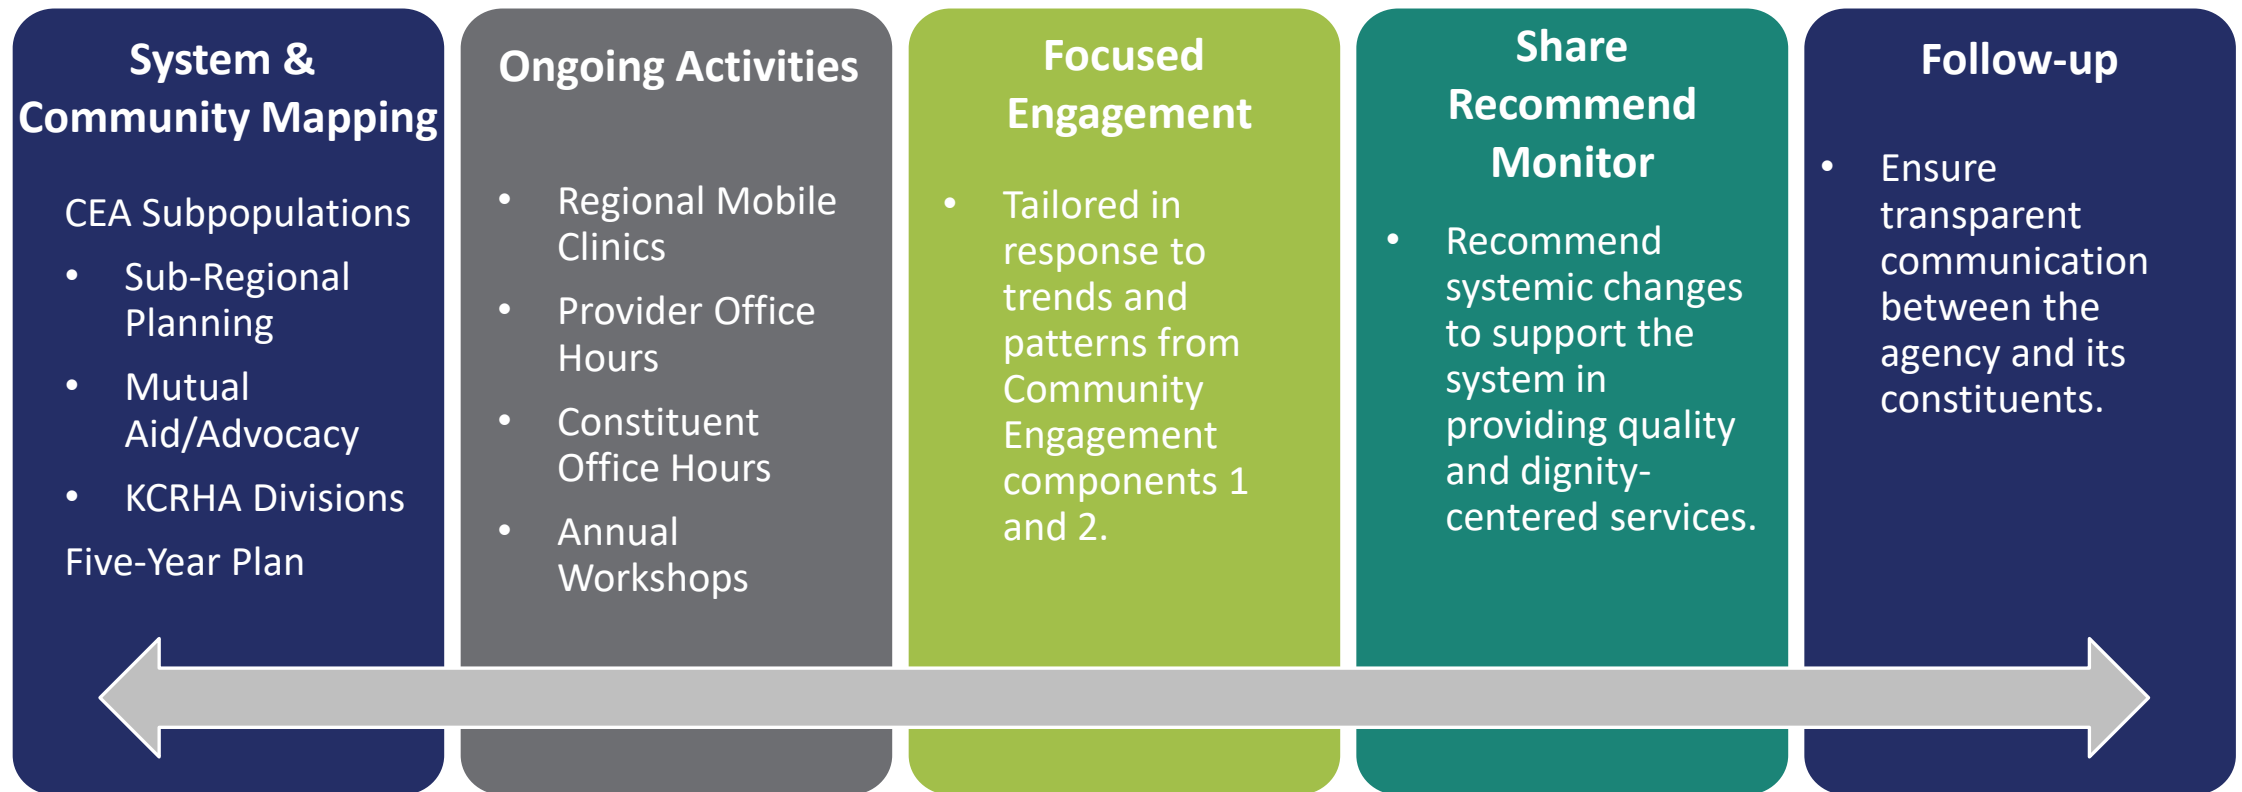 System &
Community Mapping
CEA Subpopulations
• Sub-Regional
Planning
• Mutual
Aid/Advocacy
• KCRHA Divisions
Five-Year Plan
Ongoing Activities
• Regional Mobile
Clinics
• Provider Office
Hours
• Constituent
Office Hours
• Annual
Workshops
Focused
Engagement
• Tailored in
response to
trends and
patterns from
Community
Engagement
components 1
and 2.
Share
Recommend
Monitor
• Recommend
systemic changes
to support the
system in
providing quality
and dignity-
centered services.
Follow-up
• Ensure
transparent
communication
between the
agency and its
constituents.